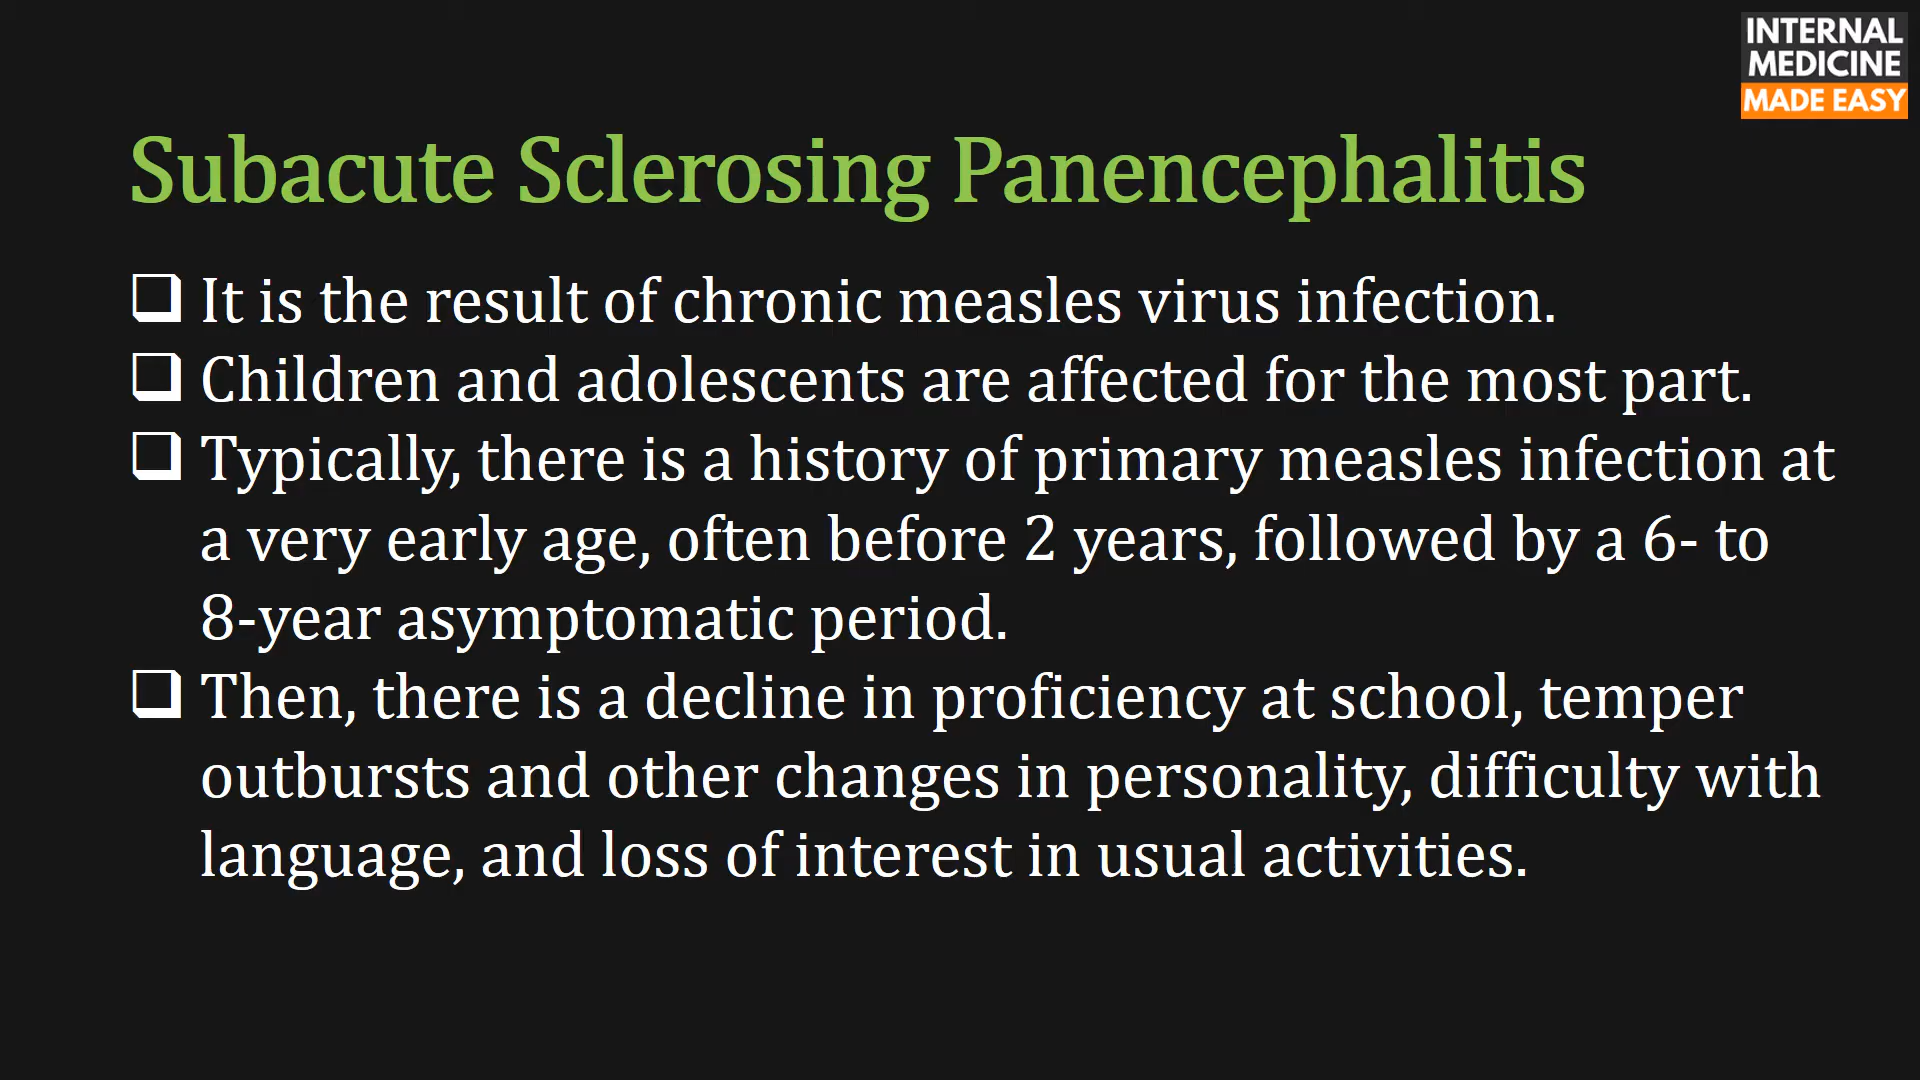 INTERNAL
MEDICINE
MADE EASY
Subacute Sclerosing Panencephalitis
It is the result of chronic measles virus infection.
Children and adolescents are affected for the most part.
Typically, there is a history of primary measles infection at
a very early age, often before 2 years, followed by a 6- to
8-year asymptomatic period.
Then, there is a decline in proficiency at school, temper
outbursts and other changes in personality, difficulty with
language, and loss of interest in usual activities.